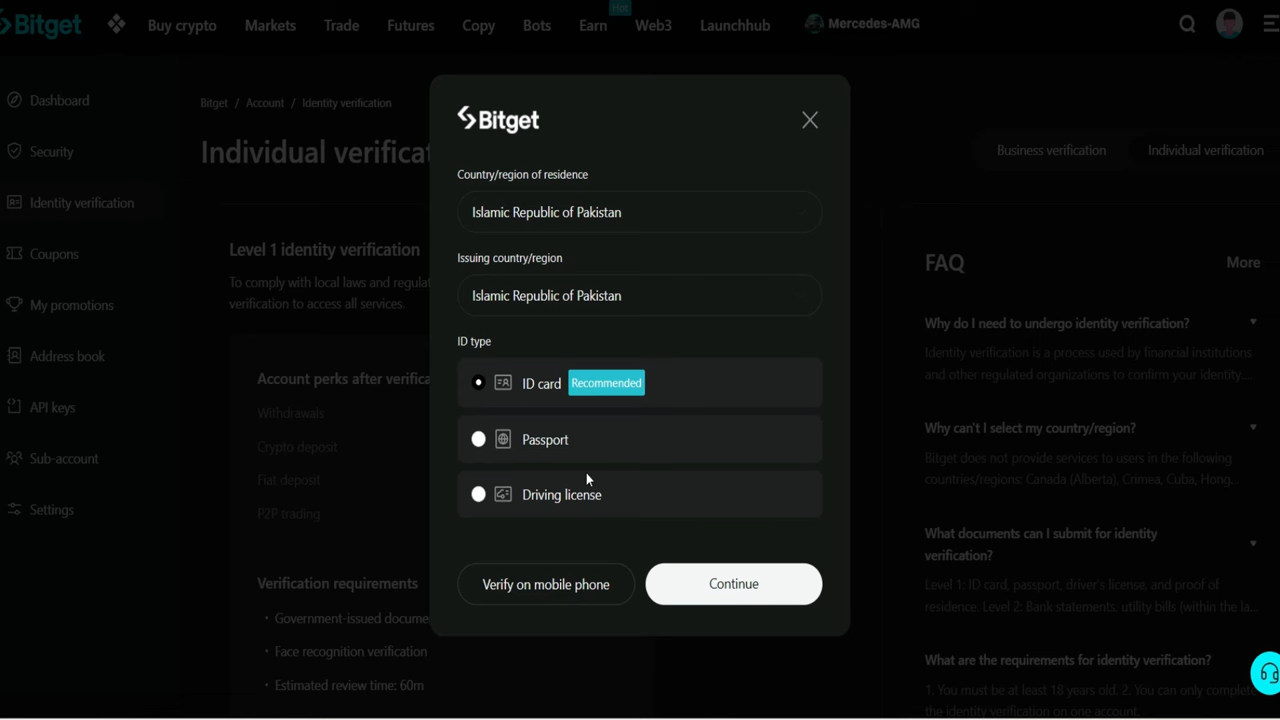 Bitget
Buy crypto
Markets
Trade
Futures
Copy
Bots
Hot
Earn
Web3
Launchhub
Mercedes-AMG
Dashboard
Security
Identity verification
Coupons
My promotions
Address book
API keys
Sub-account
Settings
Bitget / Account / Identity verification
Individual verificat
Business verification
Individual verification
Level 1 identity verification
To comply with local laws and regula
verification to access all services.
Account perks after verifica
Withdrawals
Crypto deposit
Fiat deposit
P2P trading
Verification requirements
• Government-issued docume
• Face recognition verification
• Estimated review time: 60m
Bitget
Country/region of residence
Islamic Republic of Pakistan
Issuing country/region
Islamic Republic of Pakistan
ID type
ID card Recommended
Passport
Driving license
Verify on mobile phone
Continue
FAQ
More
Why do I need to undergo identity verification?
Identity verification is a process used by financial institutions
and other regulated organizations to confirm your identity....
Why can't I select my country/region?
Bitget does not provide services to users in the following
countries/regions: Canada (Alberta), Crimea, Cuba, Hong...
What documents can I submit for identity
verification?
Level 1: ID card, passport, driver's license, and proof of
residence. Level 2: Bank statements, utility bills (within the la...
What are the requirements for identity verification?
1. You must be at least 18 years old. 2. You can only complete
the identity verification on one account.